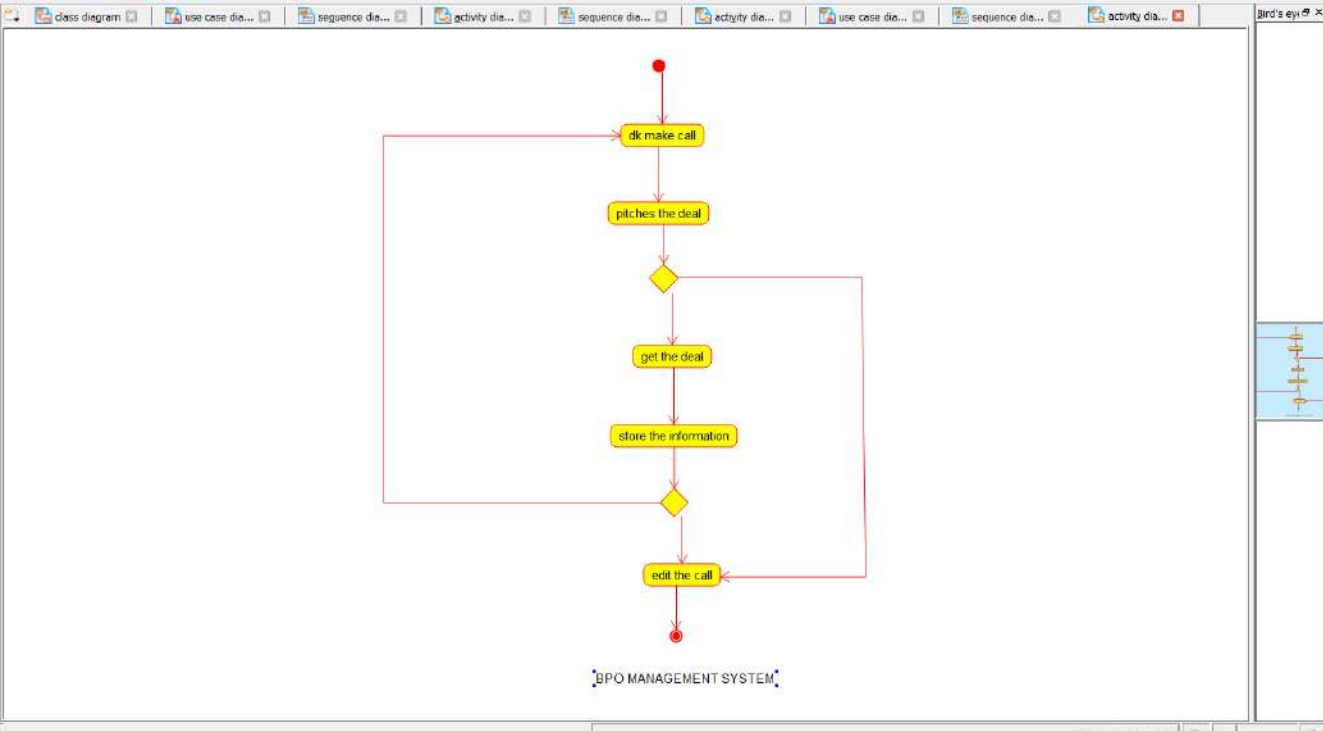 class diagram
use case dia...
sequence dia...
activity dia...
sequence dia...
activity dia...
use case dia...
sequence dia...
activity dia...
Bird's eye
dk make call
pitches the deal
get the deal
store the information
edit the call
BPO MANAGEMENT SYSTEM